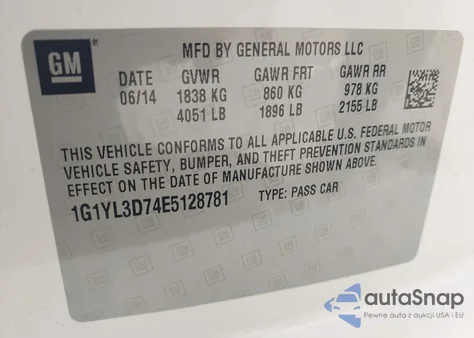 GM
MFD BY GENERAL MOTORS LLC
DATE GVWR GAWR FRT GAWR RR
06/14 1838 KG 860 KG 978 KG
4051 LB 1896 LB 2155 LB
THIS VEHICLE CONFORMS TO ALL APPLICABLE U.S. FEDERAL MOTOR
VEHICLE SAFETY, BUMPER, AND THEFT PREVENTION STANDARDS IN
EFFECT ON THE DATE OF MANUFACTURE SHOWN ABOVE.
1G1YL3D74E5128781 TYPE: PASS CAR
autoSnap
Pewne auta z aukcji USA i EU